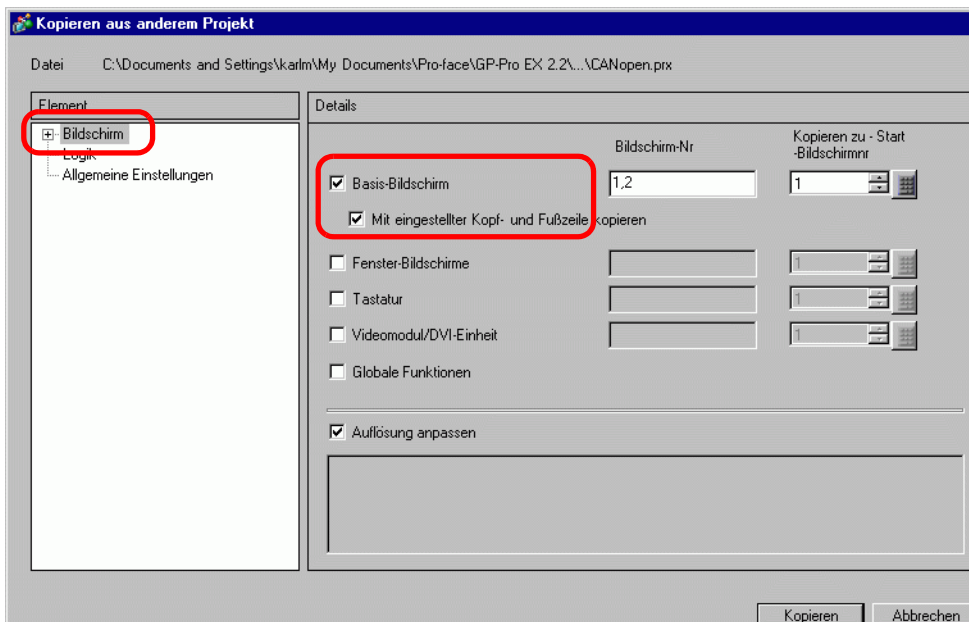 Kopieren aus anderem Projekt
Datei C:\Documents and Settings\karlm\My Documents\Pro-face\GP-Pro EX 2.2\...\CANopen.prx
Element
Bildschirm
Logik
Allgemeine Einstellungen
Details
Bildschirm-Nr
Kopieren zu - Start
-Bildschirmnr
Basis-Bildschirm 1,2 1
Mit eingestellter Kopf- und Fußzeile kopieren
Fenster-Bildschirme 1
Tastatur 1
Videomodul/DVI-Einheit 1
Globale Funktionen
Auflösung anpassen
Kopieren Abbrechen